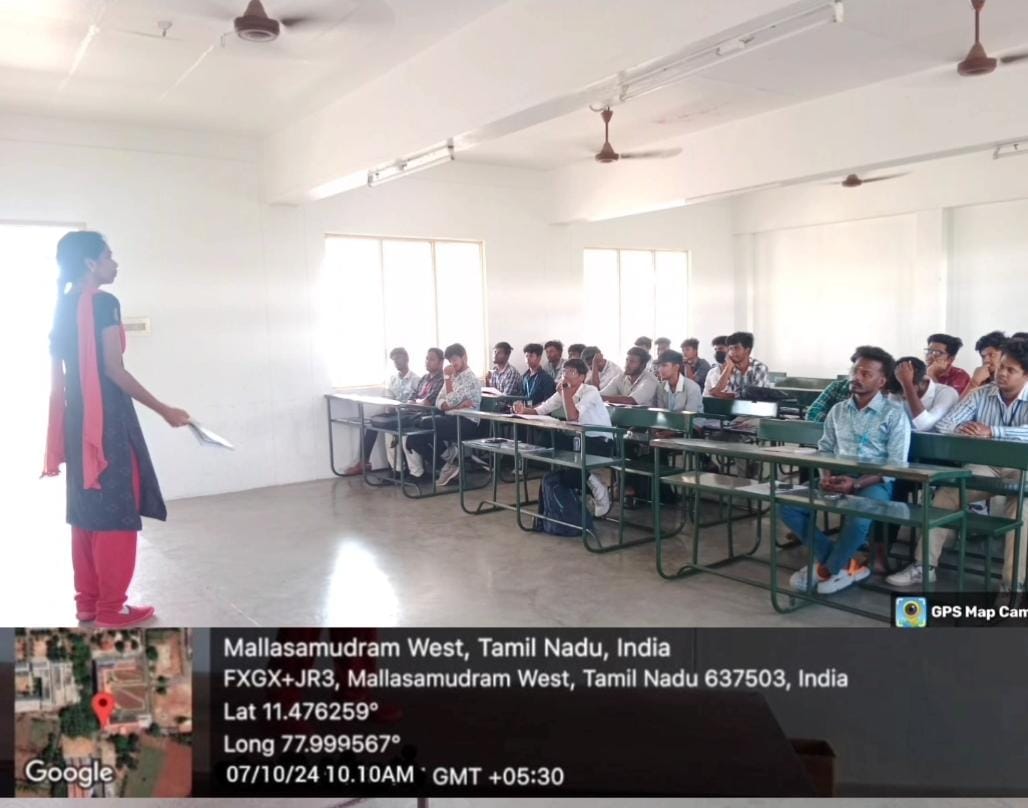 GPS Map Cam
Mallasamudram West, Tamil Nadu, India
FXGX+JR3, Mallasamudram West, Tamil Nadu 637503, India
Lat 11.476259°
Long 77.999567°
07/10/24 10.10AM GMT +05:30
Google